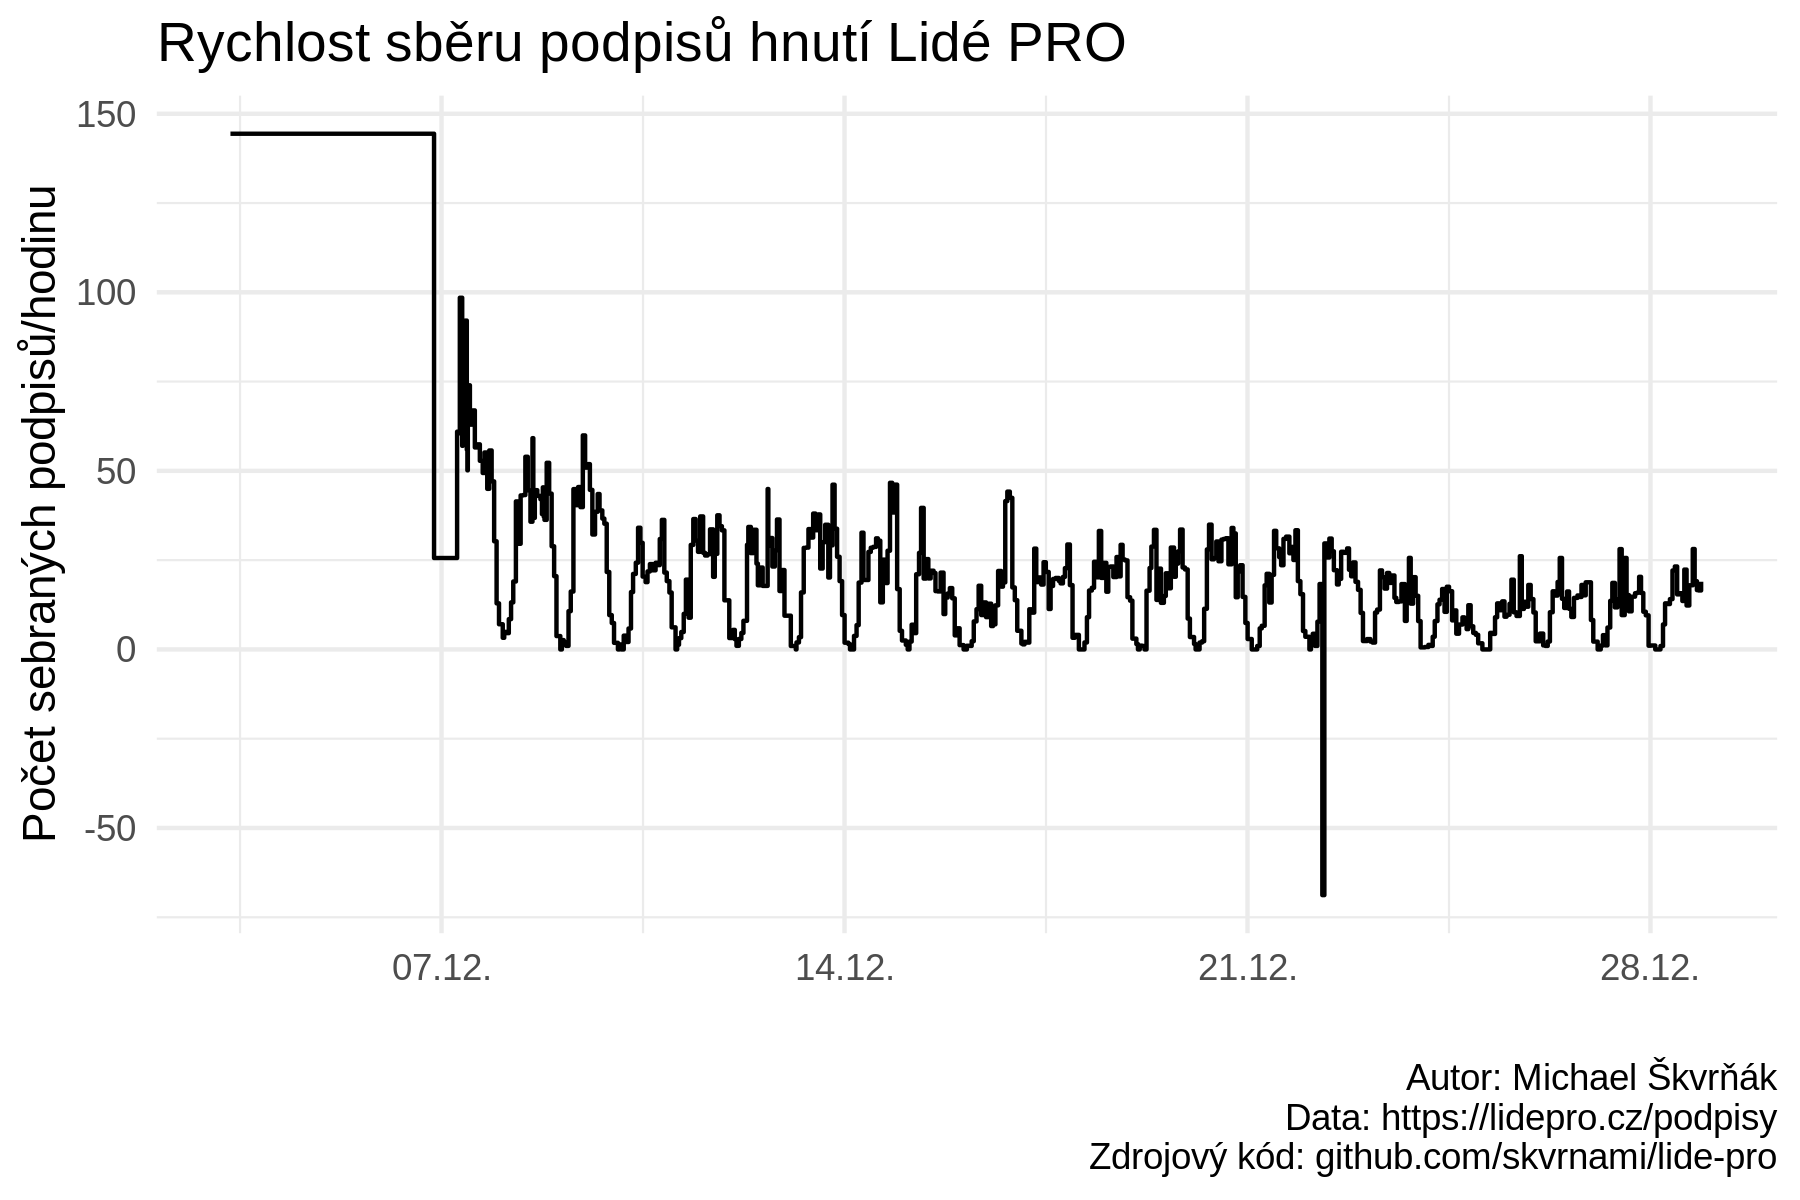 Rychlost sběru podpisů hnutí Lidé PRO
Počet sebraných podpisů/hodinu
150
100
50
0
-50
07.12.
14.12.
21.12.
28.12.
Autor: Michael Škvrňák
Data: https://lidepro.cz/podpisy
Zdrojový kód: github.com/skvrnami/lide-pro